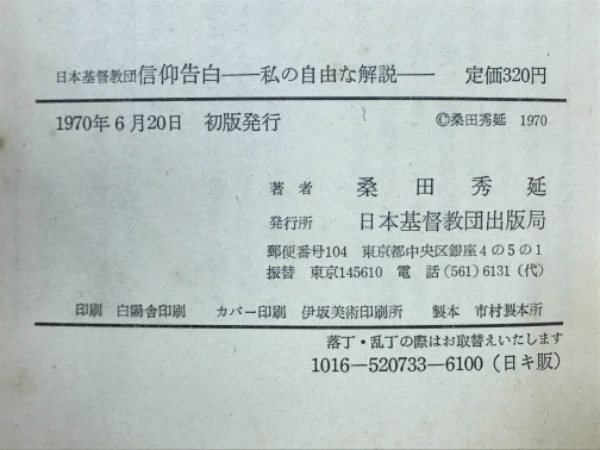 日本基督教団信仰告白――私の自由な解説―― 定価320円
1970年6月20日 初版発行 ©桑田秀延 1970
著者 桑田秀延
発行所 日本基督教団出版局
郵便番号104 東京都中央区銀座4の5の1
振替 東京145610 電話(561)6131(代)
印刷 白陽舎印刷 カバー印刷 伊坂美術印刷所 製本 市村製本所
落丁・乱丁の際はお取替えいたします
1016―520733―6100(日キ販)